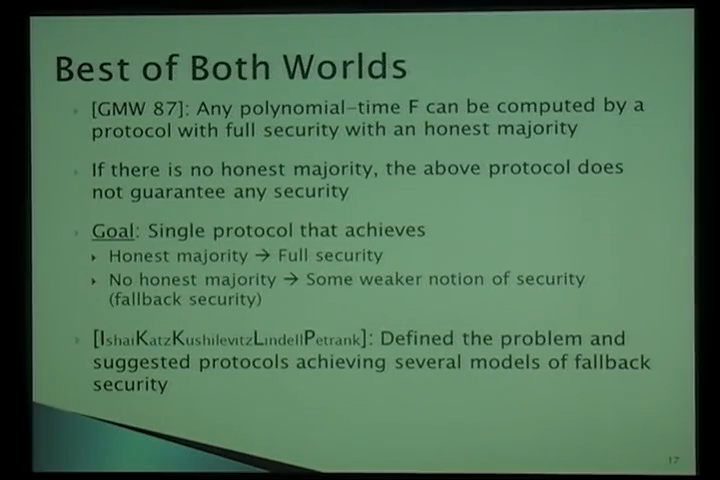 Best of Both Worlds
[GMW 87]: Any polynomial-time F can be computed by a
protocol with full security with an honest majority
If there is no honest majority, the above protocol does
not guarantee any security
Goal: Single protocol that achieves
Honest majority → Full security
No honest majority → Some weaker notion of security
(fallback security)
[IshaiKatzKushilevitzLindellPetrank]: Defined the problem and
suggested protocols achieving several models of fallback
security
17